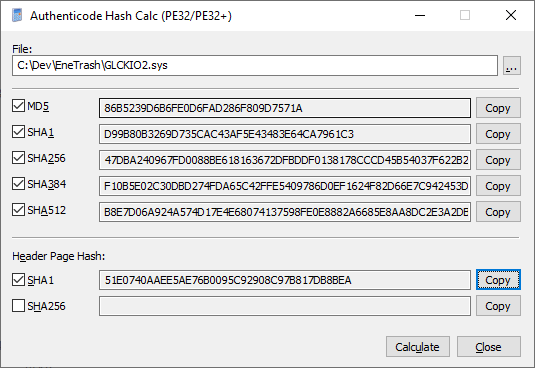 Authenticode Hash Calc (PE32/PE32+)
File:
C:\Dev\EneTrash\GLCKIO2.sys
...
MD5 86B5239D6B6FE0D6FAD286F809D7571A Copy
SHA1 D99B80B3269D735CAC43AF5E43483E64CA7961C3 Copy
SHA256 47DBA240967FD0088BE618163672DFBDDF0138178CCCD45B54037F622B2 Copy
SHA384 F10B5E02C30DBD274FDA65C42FFE5409786D0EF1624F82D66E7C942453D Copy
SHA512 B8E7D06A924A574D17E4E68074137598FE0E8882A6685E8AA8DC2E3A2DB Copy
Header Page Hash:
SHA1 51E0740AAEE5AE76B0095C92908C97B817DB8BEA Copy
SHA256 Copy
Calculate Close